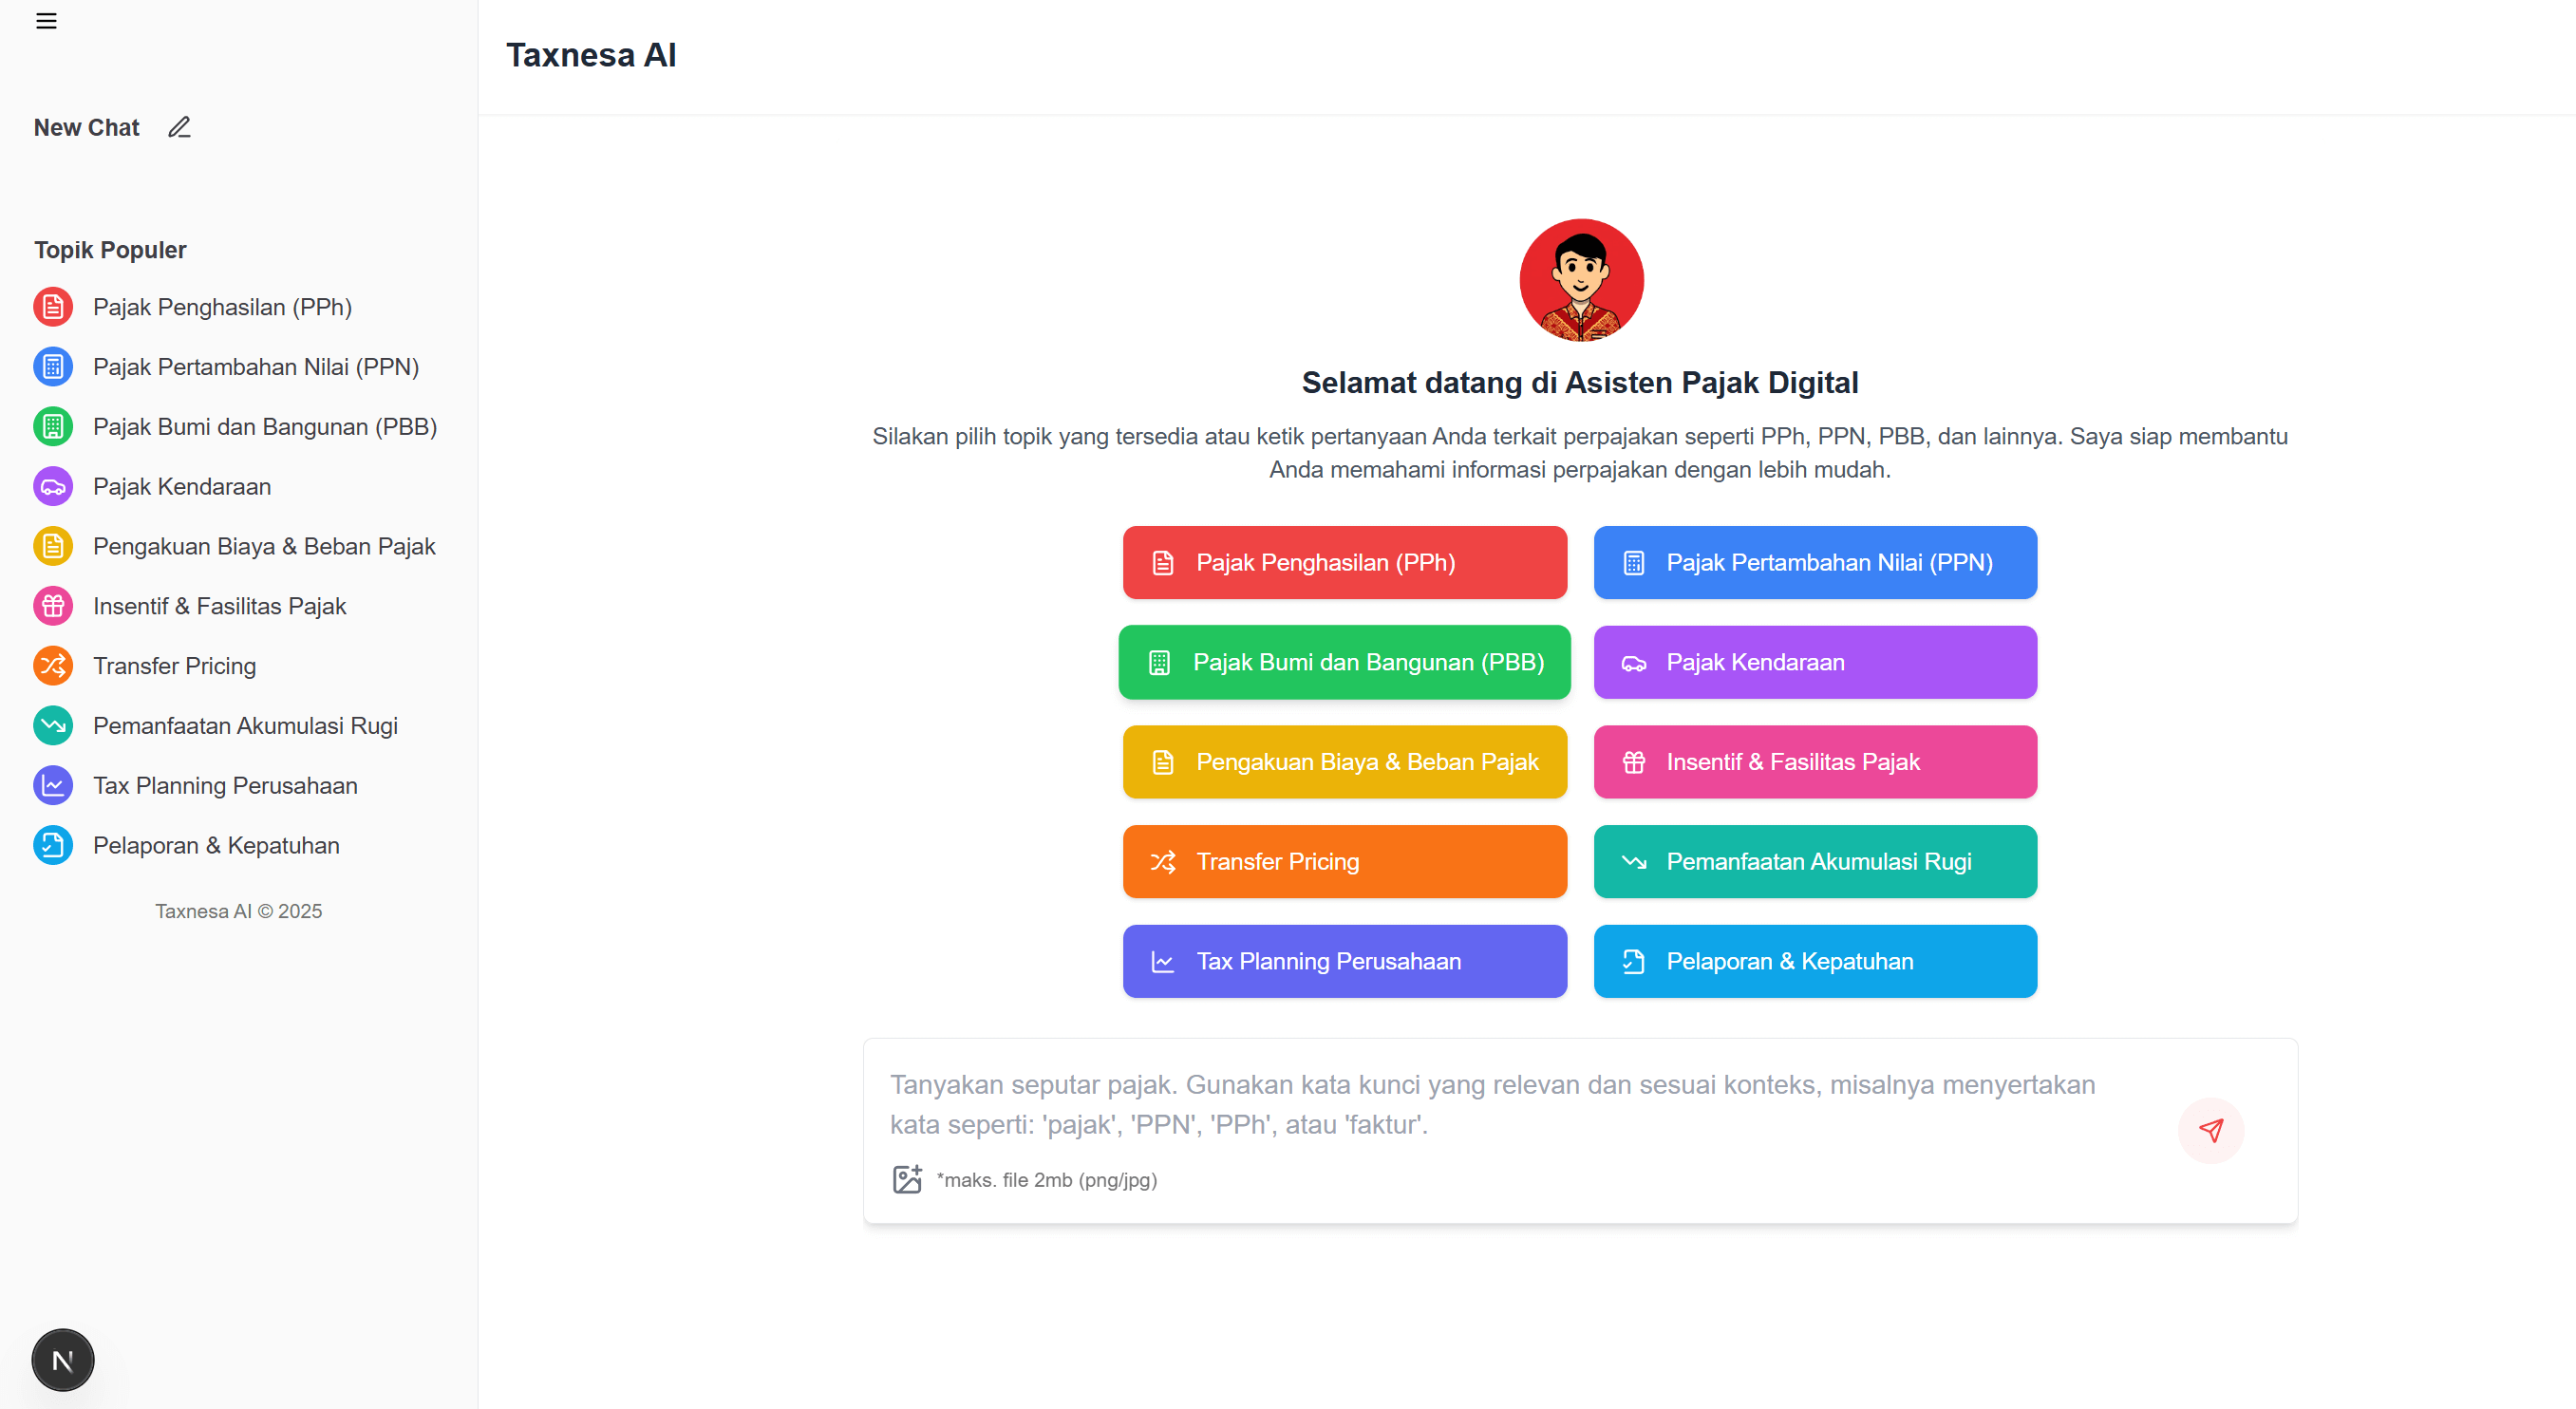 Taxnesa AI
New Chat
Topik Populer
Pajak Penghasilan (PPh)
Pajak Pertambahan Nilai (PPN)
Pajak Bumi dan Bangunan (PBB)
Pajak Kendaraan
Pengakuan Biaya & Beban Pajak
Insentif & Fasilitas Pajak
Transfer Pricing
Pemanfaatan Akumulasi Rugi
Tax Planning Perusahaan
Pelaporan & Kepatuhan
Taxnesa AI © 2025
N
Selamat datang di Asisten Pajak Digital
Silakan pilih topik yang tersedia atau ketik pertanyaan Anda terkait perpajakan seperti PPh, PPN, PBB, dan lainnya. Saya siap membantu
Anda memahami informasi perpajakan dengan lebih mudah.
Pajak Penghasilan (PPh)
Pajak Pertambahan Nilai (PPN)
Pajak Bumi dan Bangunan (PBB)
Pajak Kendaraan
Pengakuan Biaya & Beban Pajak
Insentif & Fasilitas Pajak
Transfer Pricing
Pemanfaatan Akumulasi Rugi
Tax Planning Perusahaan
Pelaporan & Kepatuhan
Tanyakan seputar pajak. Gunakan kata kunci yang relevan dan sesuai konteks, misalnya menyertakan
kata seperti: 'pajak', 'PPN', 'PPh', atau 'faktur'.
*maks. file 2mb (png/jpg)